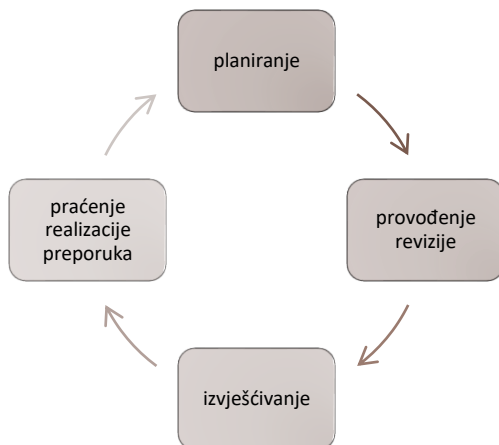 planiranje
provođenje
revizije
izvješćivanje
praćenje
realizacije
preporuka